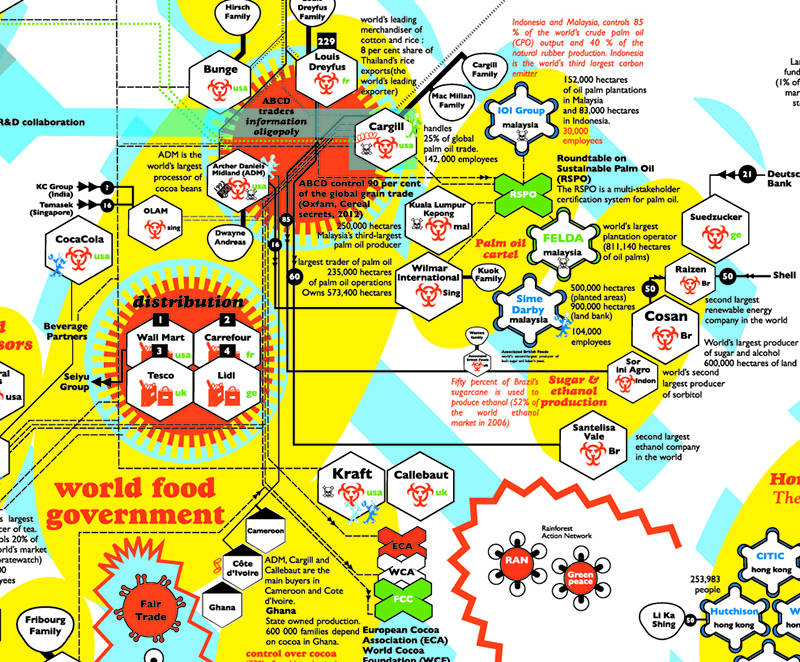 Hirsch
Family
Louis
Dreyfus
Family
world's leading
merchandiser of
cotton and rice :
8 per cent share of
Thailand's rice
exports(the
world's leading
exporter)
229
Louis
Dreyfus
fr
Bunge
usa
ABCD
traders
information
oligopoly
Cargill
Family
Mac Millan
Family
Cargill
usa
handles
25% of global
palm oil trade.
142,000 employees
Indonesia and Malaysia, controls 85
% of the world's crude palm oil
(CPO) output and 40 % of the
natural rubber production. Indonesia
is the world's third largest carbon
emitter
IOI Group
malaysia
152,000 hectares
of oil palm plantations
in Malaysia
and 83,000 hectares
in Indonesia.
30,000
employees
R&D collaboration
ADM is the
world's largest
processor of
cocoa beans
Archer Daniels
Midland (ADM)
usa
ABCD control 90 per cent
of the global grain trade
(Oxfam, Cereal
secrets, 2012)
250,000 hectares
Malaysia's third-largest
palm oil producer
Kuala Lumpur
Kepong
mal
RSPO
Roundtable on
Sustainable Palm Oil
(RSPO)
The RSPO is a multi-stakeholder
certification system for palm oil.
21
Deutsc
Bank
Suedzucker
ge
KC Group
(India)
7
Temasek
(Singapore)
16
OLAM
sing
Dwayne
Andreas
85
16
60
CocaCola
usa
largest trader of palm oil
235,000 hectares
of palm oil operations
Owns 573,400 hectares
Wilmar
International
Sing
Kuok
Family
Palm oil
cartel
FELDA
malaysia
world's largest
plantation operator
(811,140 hectares
of oil palms)
Sime
Darby
malaysia
500,000 hectares
(planted areas)
900,000 hectares
(land bank)
104,000
employees
Raizen
Br
50
50
Shell
second largest
renewable energy
company in the world
Cosan
Br
World's largest producer
of sugar and alcohol
600,000 hectares of land
distribution
1
Wall Mart
usa
2
Carrefour
fr
3
Tesco
uk
4
Lidl
ge
Beverage
Partners
Seiyu
Group
Weston
family
Associated
British Foods
Associated British Foods
world's second-largest producer of
both sugar and baker's yeast.
Fifty percent of Brazil's
sugarcane is used to
produce ethanol (52% of
the world ethanol
market in 2006)
Sugar &
ethanol
production
Sor
ini Agro
Indon
world's second
largest producer
of sorbitol
Santelisa
Vale
Br
second largest
ethanol company
in the world
Kraft
usa
Callebaut
uk
world food
government
Cameroon
Côte
d'Ivoire
Ghana
ADM, Cargill and
Callebaut are the
main buyers in
Cameroon and Cote
d'Ivoire.
Ghana
State owned production.
600 000 families depend
on cocoa in Ghana.
control over cocoa
ECA
WCA
FCC
European Cocoa
Association (ECA)
World Cocoa
Foundation (WCF)
Rainforest
Action Network
RAN
Green
peace
Fair
Trade
Fribourg
Family
CITIC
hong kong
253,983
people
Hutchison
hong kong
Li Ka
Shing
50